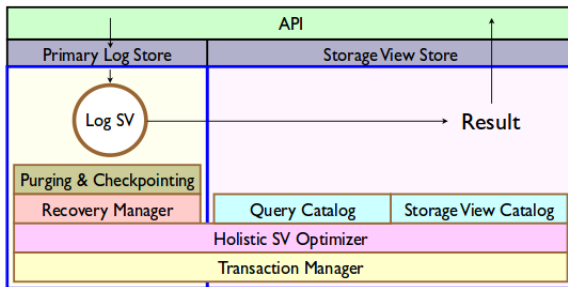 API
Primary Log Store
Storage View Store
Log SV
Result
Purging & Checkpointing
Recovery Manager
Query Catalog
Storage View Catalog
Holistic SV Optimizer
Transaction Manager